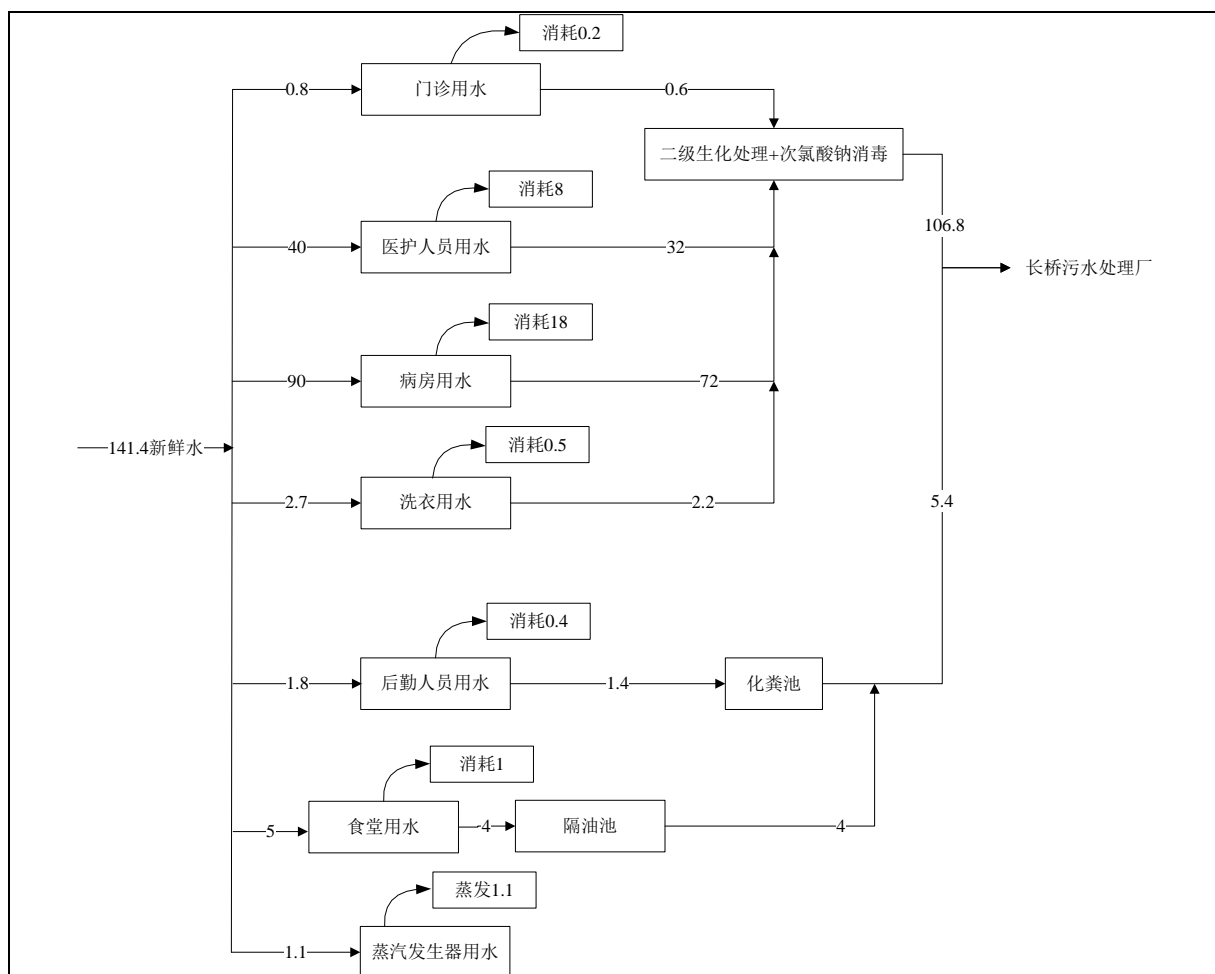 消耗0.2
0.8
门诊用水
0.6
二级生化处理+次氯酸钠消毒
消耗8
40
医护人员用水
32
106.8
长桥污水处理厂
消耗18
90
病房用水
72
141.4新鲜水
消耗0.5
2.7
洗衣用水
2.2
5.4
消耗0.4
1.8
后勤人员用水
1.4
化粪池
消耗1
5
食堂用水
4
隔油池
4
蒸发1.1
1.1
蒸汽发生器用水